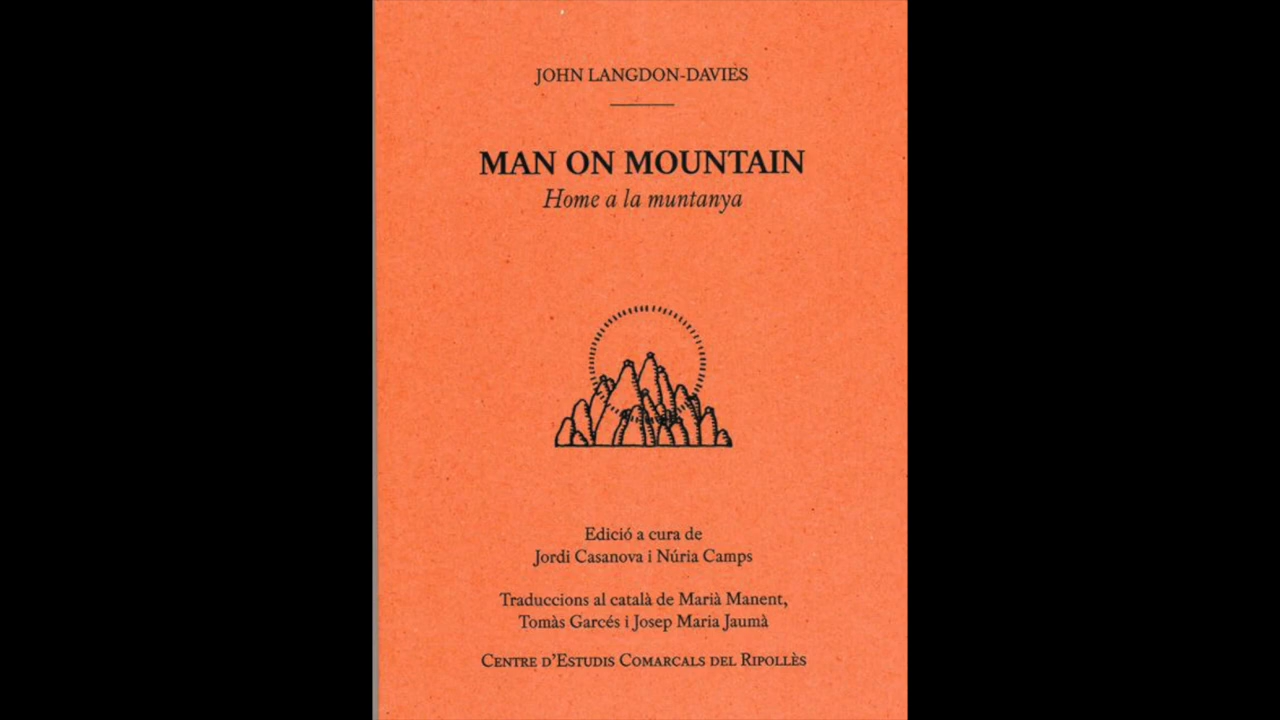 JOHN LANGDON-DAVIES
MAN ON MOUNTAIN
Home a la muntanya
Edició a cura de
Jordi Casanova i Núria Camps
Traduccions al català de Marià Manent,
Tomàs Garcés i Josep Maria Jaumà
CENTRE D'ESTUDIS COMARCALS DEL RIPOLLÈS